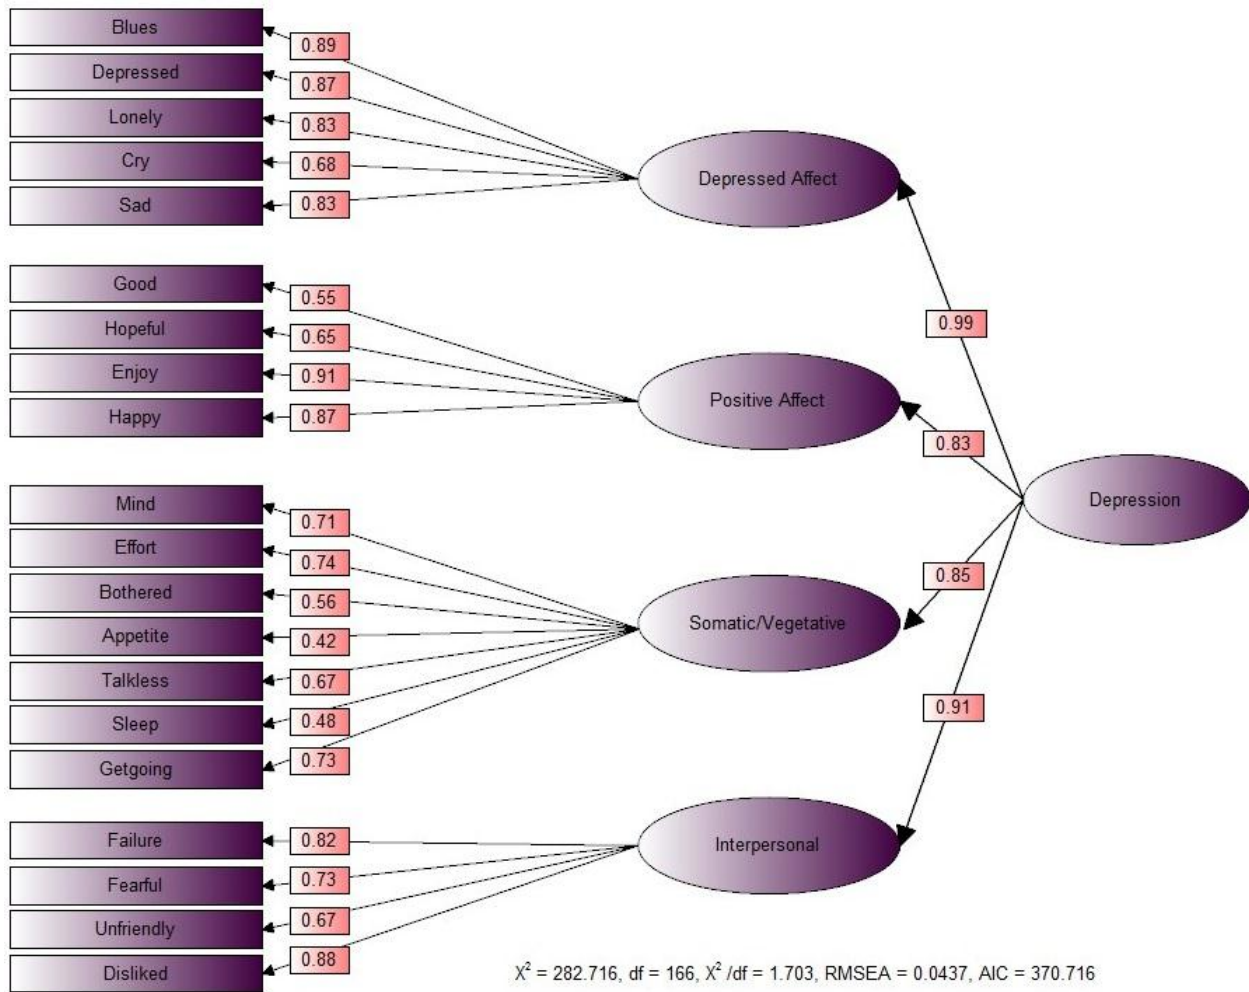 Blues
0.89
Depressed
0.87
Lonely
0.83
Cry
0.68
Sad
0.83
Depressed Affect
Good
0.55
Hopeful
0.65
Enjoy
0.91
Happy
0.87
Positive Affect
Mind
0.71
Effort
0.74
Bothered
0.56
Appetite
0.42
Talkless
0.67
Sleep
0.48
Getgoing
0.73
Somatic/Vegetative
Failure
0.82
Fearful
0.73
Unfriendly
0.67
Disliked
0.88
Interpersonal
0.99
0.83
0.85
0.91
Depression
X² = 282.716, df = 166, X² /df = 1.703, RMSEA = 0.0437, AIC = 370.716